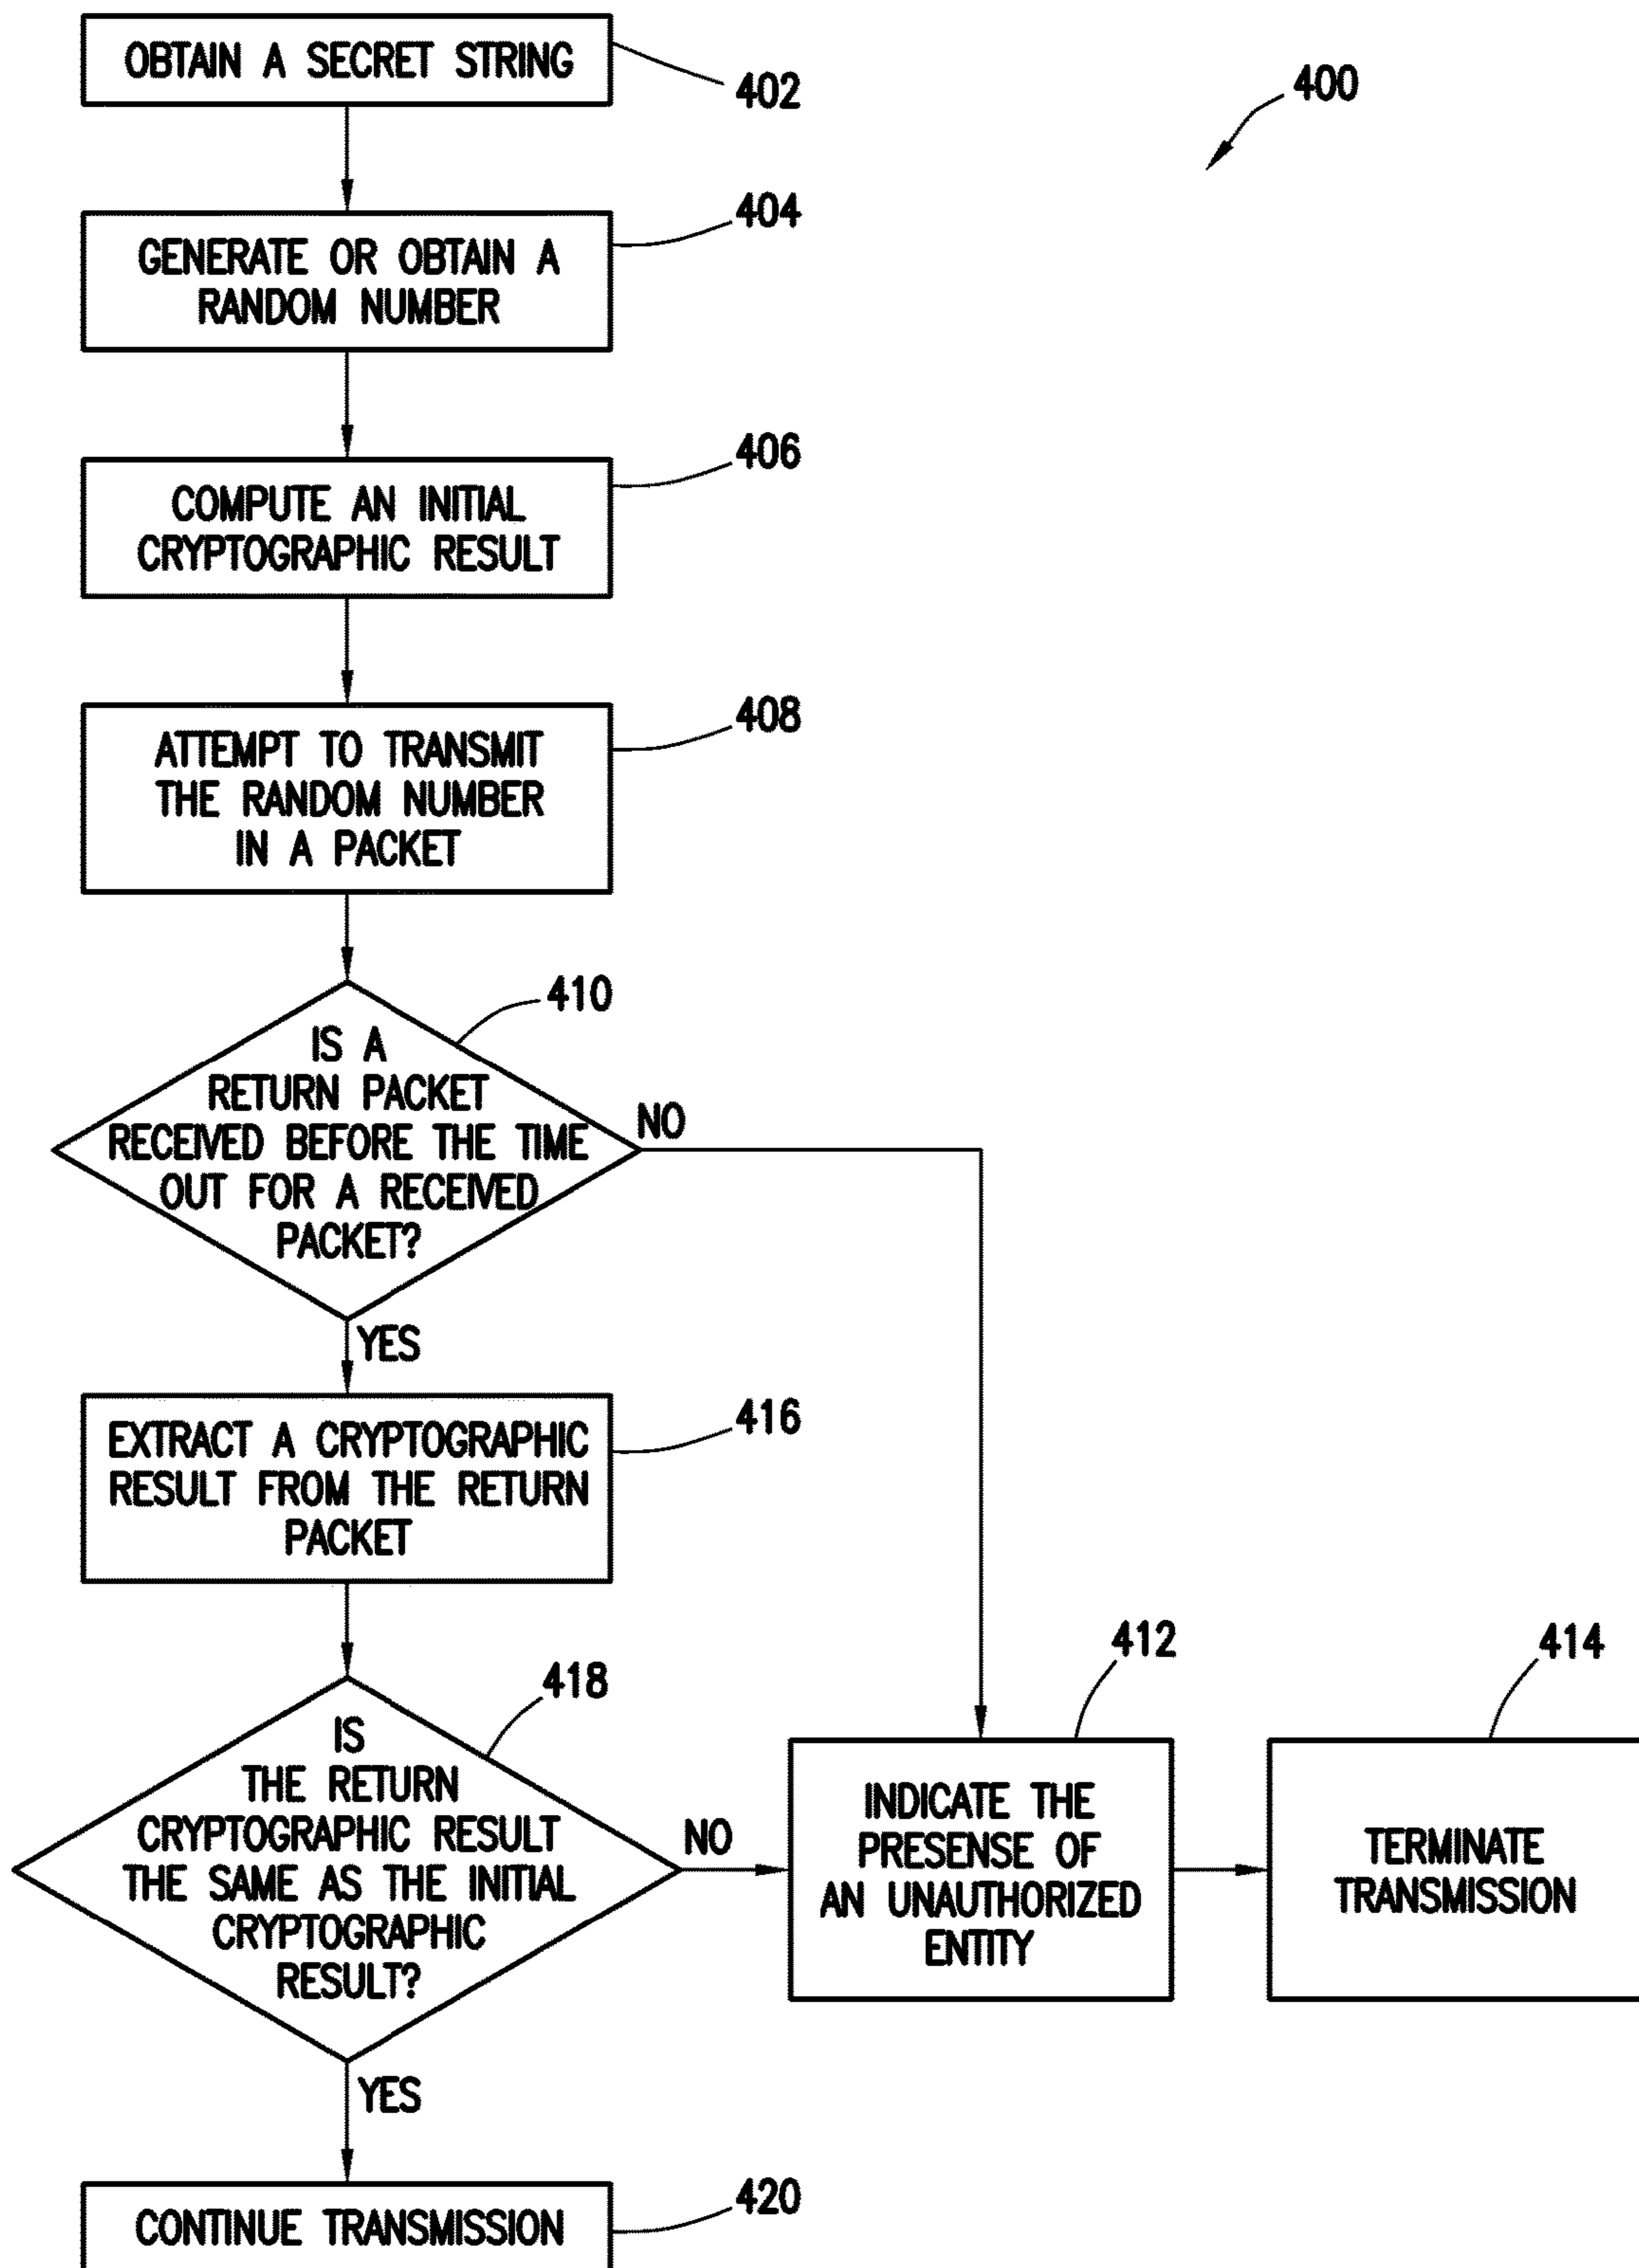 OBTAIN A SECRET STRING
402
400
GENERATE OR OBTAIN A
RANDOM NUMBER
404
COMPUTE AN INITIAL
CRYPTOGRAPHIC RESULT
406
ATTEMPT TO TRANSMIT
THE RANDOM NUMBER
IN A PACKET
408
IS A
RETURN PACKET
RECEIVED BEFORE THE TIME
OUT FOR A RECEIVED
PACKET?
410
NO
YES
EXTRACT A CRYPTOGRAPHIC
RESULT FROM THE RETURN
PACKET
416
IS
THE RETURN
CRYPTOGRAPHIC RESULT
THE SAME AS THE INITIAL
CRYPTOGRAPHIC
RESULT?
418
NO
INDICATE THE
PRESENSE OF
AN UNAUTHORIZED
ENTITY
412
TERMINATE
TRANSMISSION
414
YES
CONTINUE TRANSMISSION
420